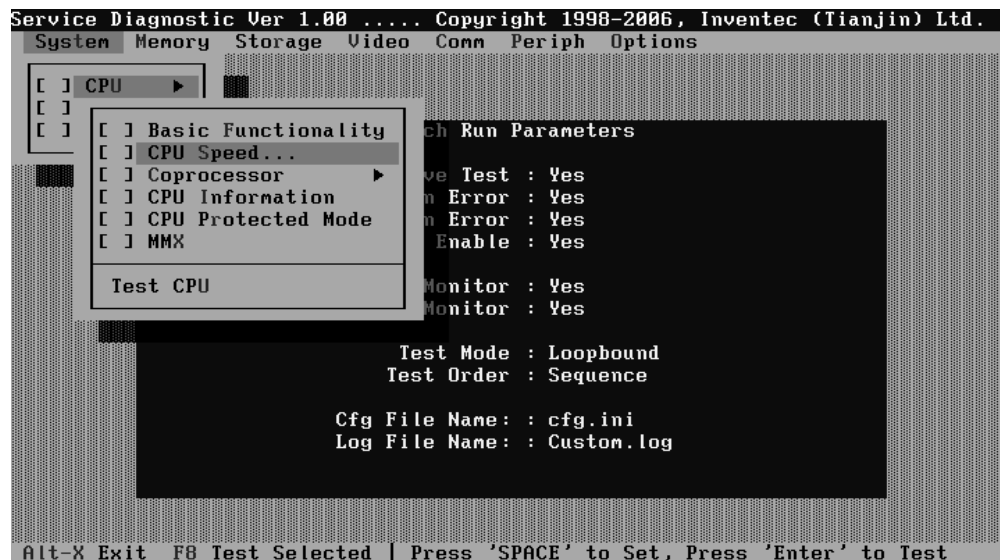 Service Diagnostic Ver 1.00 ..... Copyright 1998-2006, Inventec (Tianjin) Ltd.
System Memory Storage Video Comm Periph Options
[ ] CPU ►
[ ]
[ ]
[ ] Basic Functionality
[ ] CPU Speed...
[ ] Coprocessor ►
[ ] CPU Information
[ ] CPU Protected Mode
[ ] MMX
Test CPU
ch Run Parameters
ve Test : Yes
n Error : Yes
n Error : Yes
Enable : Yes
Monitor : Yes
Monitor : Yes
Test Mode : Loopbound
Test Order : Sequence
Cfg File Name: : cfg.ini
Log File Name: : Custom.log
Alt-X Exit F8 Test Selected | Press 'SPACE' to Set, Press 'Enter' to Test